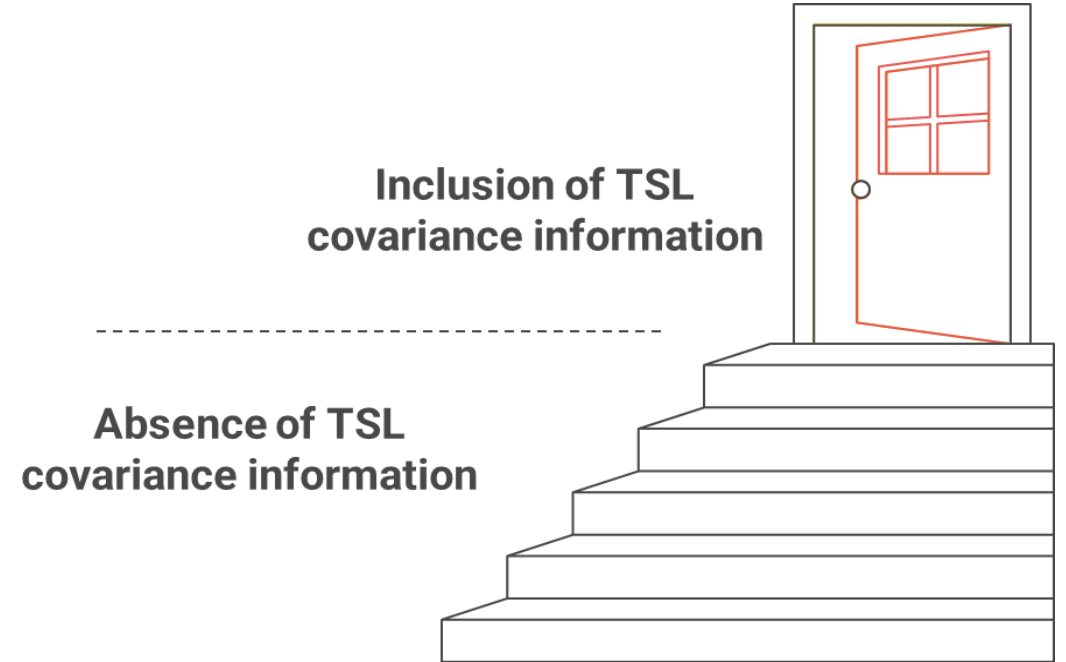 Inclusion of TSL
covariance information
Absence of TSL
covariance information